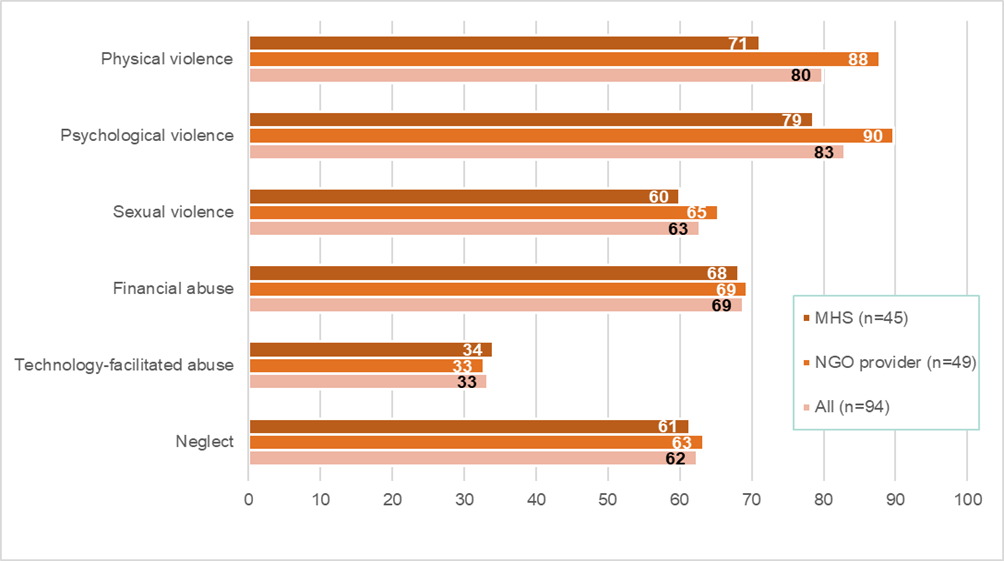 Physical violence
71
88
80
Psychological violence
79
90
83
Sexual violence
60
65
63
Financial abuse
68
69
69
Technology-facilitated abuse
34
33
33
Neglect
61
63
62
MHS (n=45)
NGO provider (n=49)
All (n=94)
0 10 20 30 40 50 60 70 80 90 100